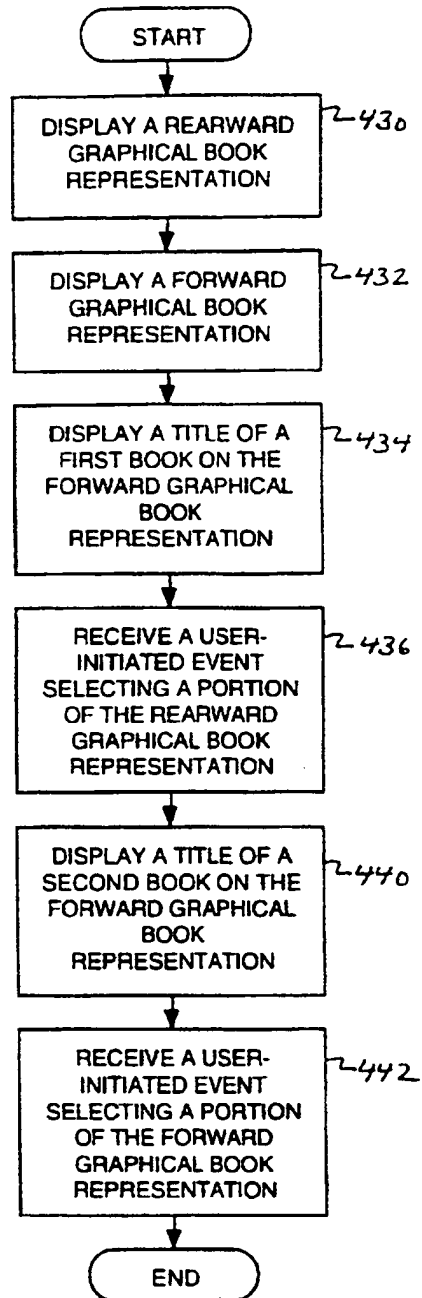 START
DISPLAY A REARWARD
GRAPHICAL BOOK
REPRESENTATION
430
DISPLAY A FORWARD
GRAPHICAL BOOK
REPRESENTATION
432
DISPLAY A TITLE OF A
FIRST BOOK ON THE
FORWARD GRAPHICAL
BOOK
REPRESENTATION
434
RECEIVE A USER-
INITIATED EVENT
SELECTING A PORTION
OF THE REARWARD
GRAPHICAL BOOK
REPRESENTATION
436
DISPLAY A TITLE OF A
SECOND BOOK ON THE
FORWARD GRAPHICAL
BOOK
REPRESENTATION
440
RECEIVE A USER-
INITIATED EVENT
SELECTING A PORTION
OF THE FORWARD
GRAPHICAL BOOK
REPRESENTATION
442
END